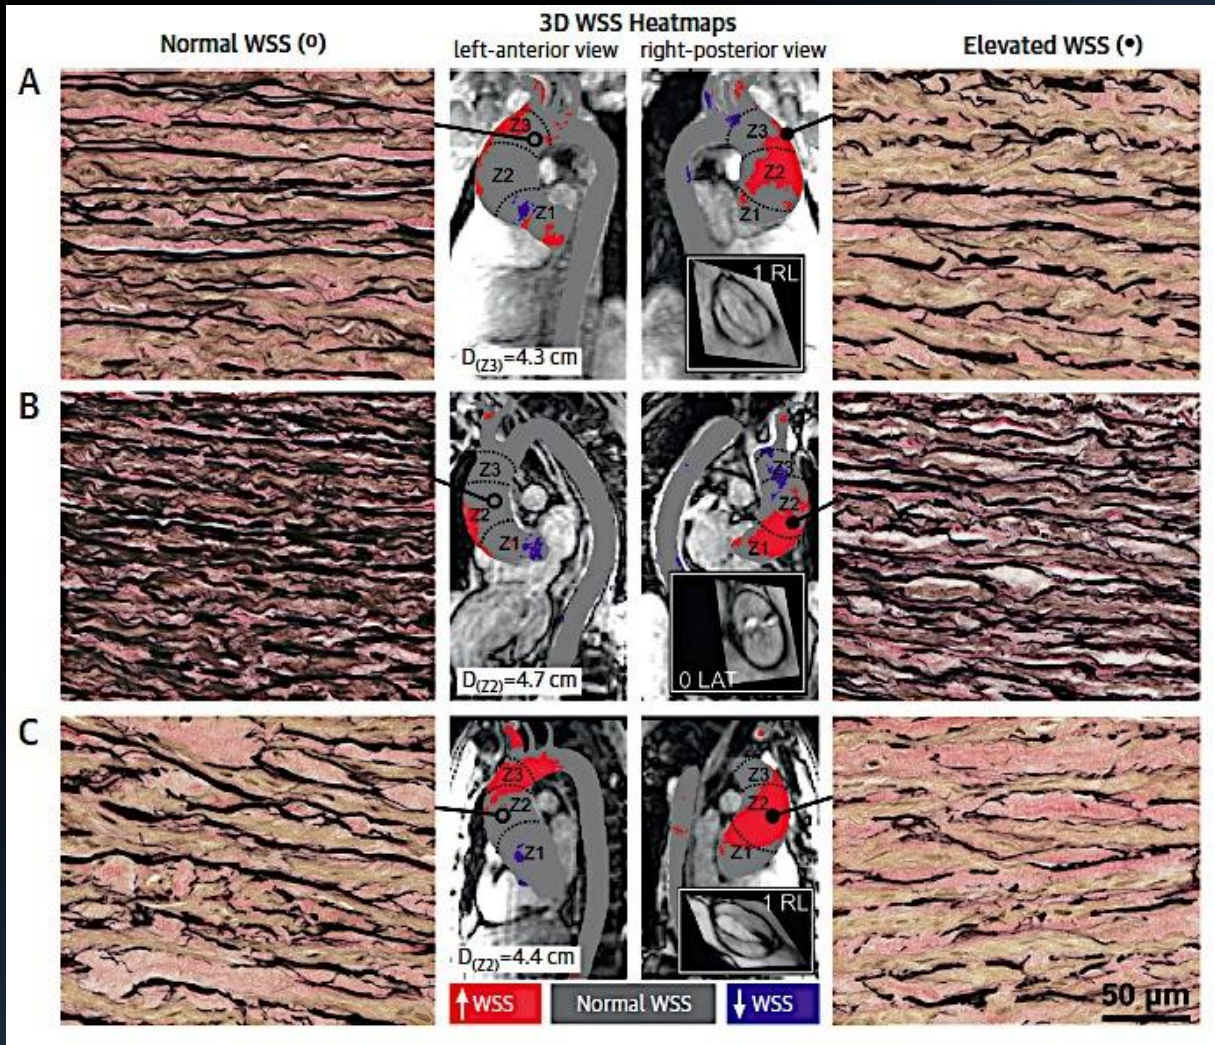 3D WSS Heatmaps
Normal WSS (o)
left-anterior view
right-posterior view
Elevated WSS (•)
A
Z3
Z2
Z1
D(Z3)=4.3 cm
Z3
Z2
Z1
1 RL
B
Z3
Z2
Z1
D(Z2)=4.7 cm
Z3
Z2
Z1
0 LAT
C
Z3
Z2
Z1
D(Z2)=4.4 cm
Z3
Z2
Z1
1 RL
↑ WSS
Normal WSS
↓ WSS
50 µm